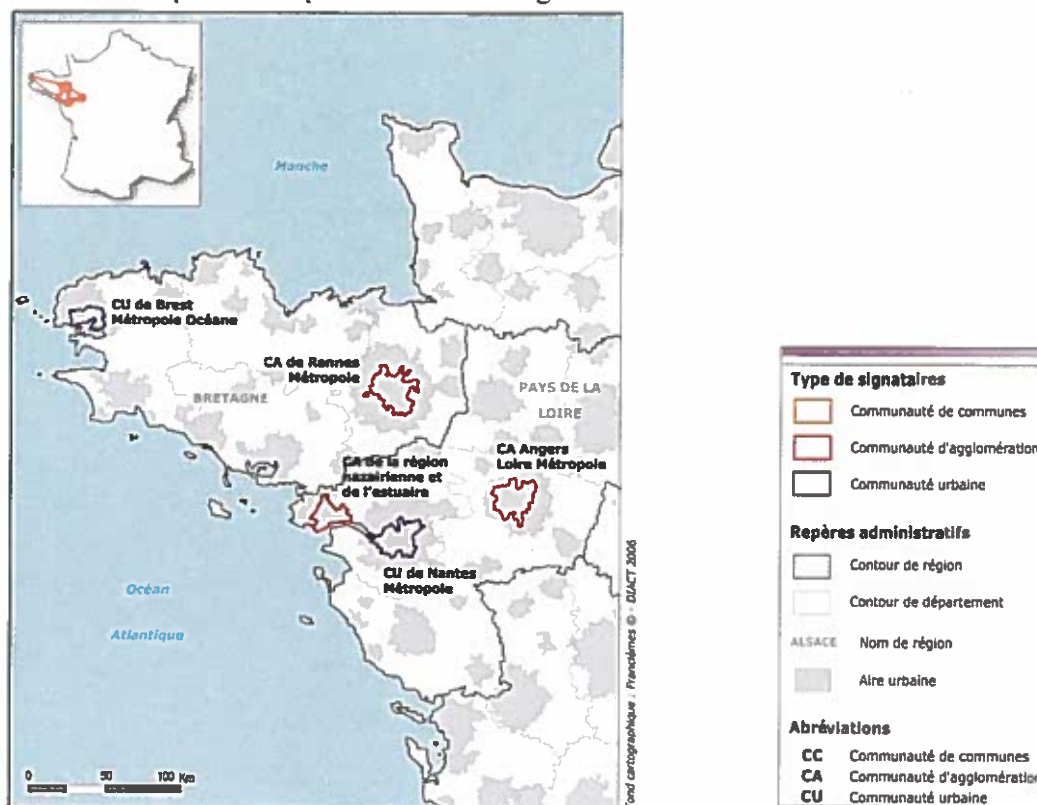 Manche
CU de Brest
Métropole Océane
CA de Rennes
Métropole
BRETAGNE
PAYS DE LA
LOIRE
CA Angers
Loire Métropole
CA de la région
nazairienne et
de l'estuaire
CU de Nantes
Métropole
Océan
Atlantique
0 50 100 Km
Fond cartographique : Franclèmes © - DIACT 2006
Type de signataires
Communauté de communes
Communauté d'agglomération
Communauté urbaine
Repères administratifs
Contour de région
Contour de département
ALSACE Nom de région
Aire urbaine
Abréviations
CC Communauté de communes
CA Communauté d'agglomération
CU Communauté urbaine